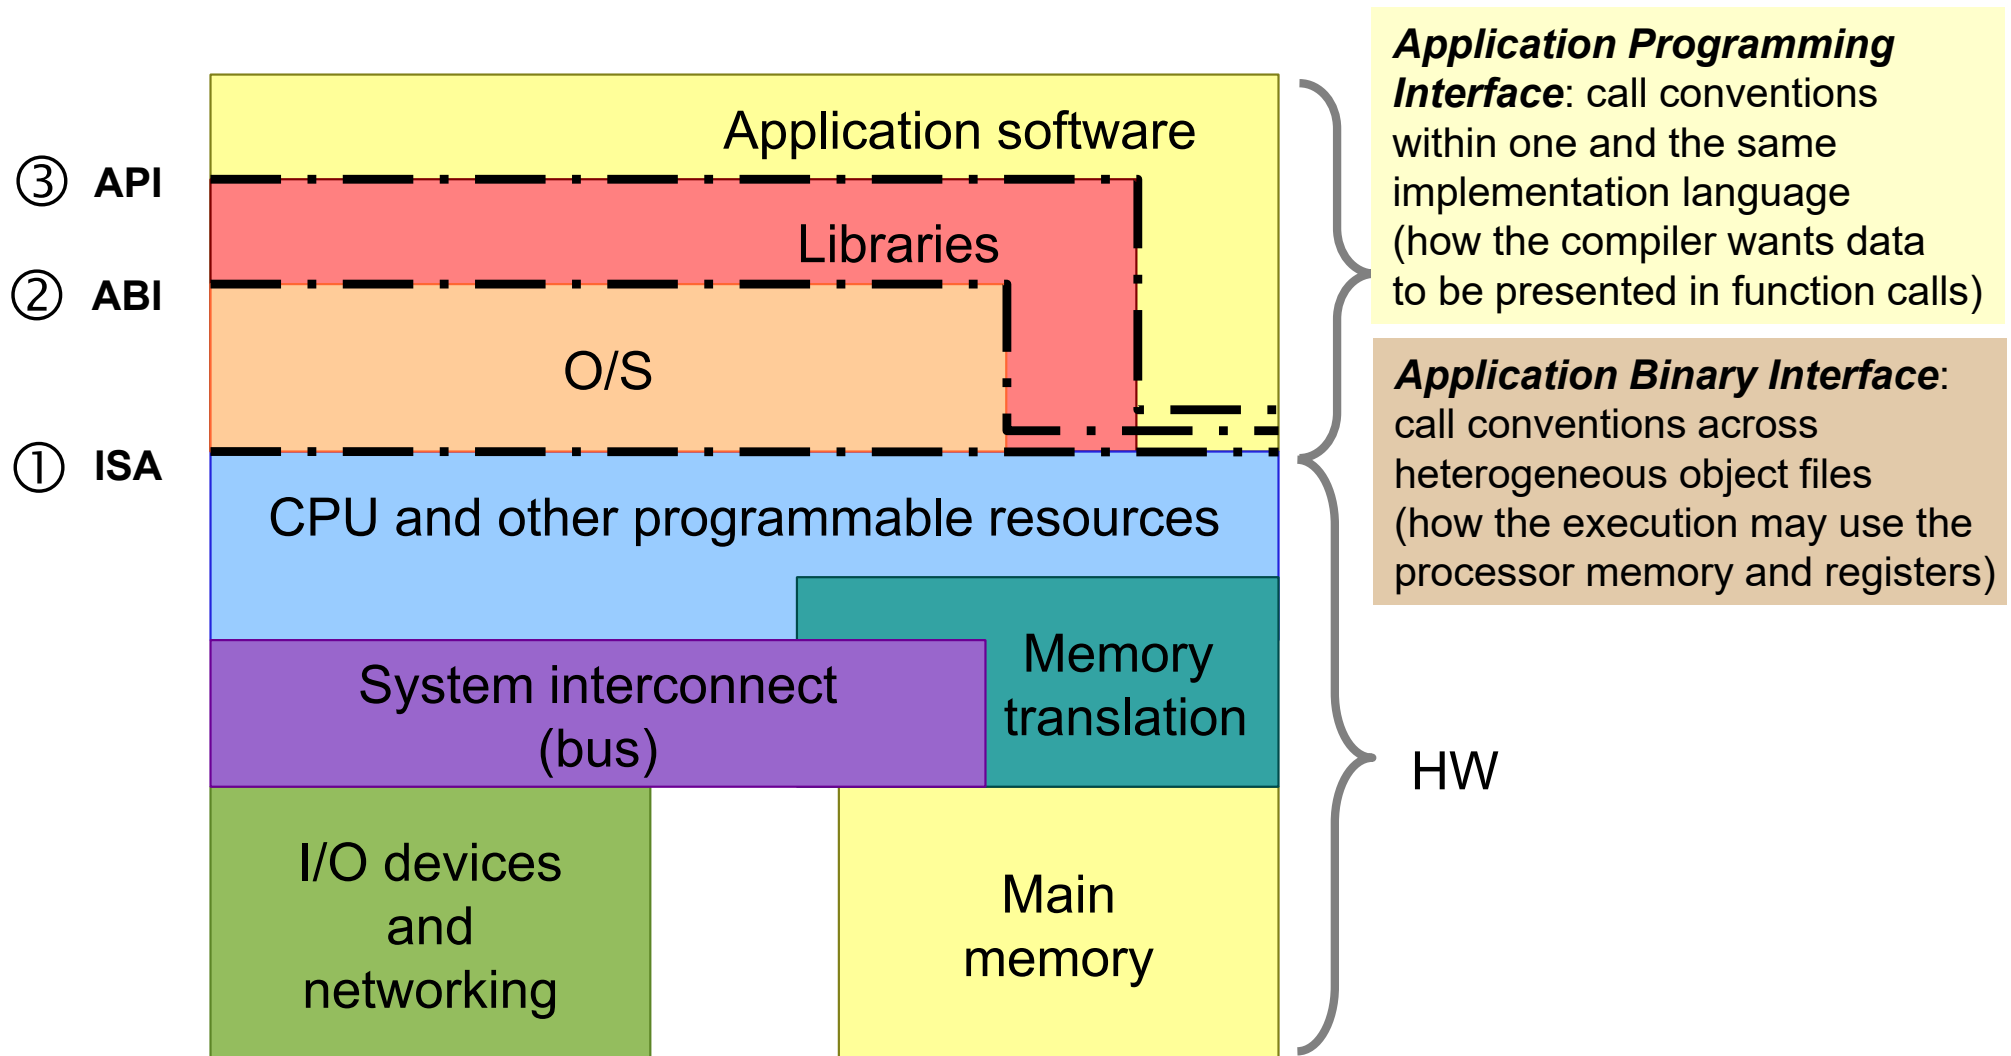 Application Programming
Interface: call conventions
within one and the same
implementation language
(how the compiler wants data
to be presented in function calls)
Application software
③ API
Libraries
② ABI
O/S
Application Binary Interface:
call conventions across
heterogeneous object files
(how the execution may use the
processor memory and registers)
① ISA
CPU and other programmable resources
System interconnect
(bus)
Memory
translation
HW
I/O devices
and
networking
Main
memory